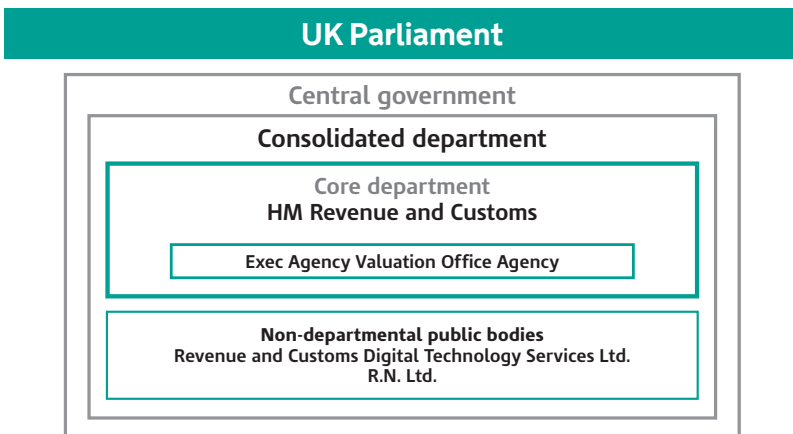 UK Parliament
Central government
Consolidated department
Core department
HM Revenue and Customs
Exec Agency Valuation Office Agency
Non-departmental public bodies
Revenue and Customs Digital Technology Services Ltd.
R.N. Ltd.